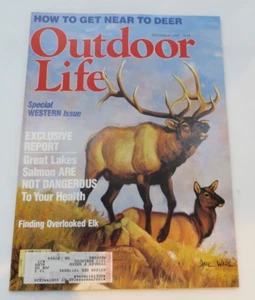 HOW TO GET NEAR TO DEER
Outdoor
Life
Special
WESTERN Issue
EXCLUSIVE
REPORT
Great Lakes
Salmon ARE
NOT DANGEROUS
To Your Health
Finding Overlooked Elk